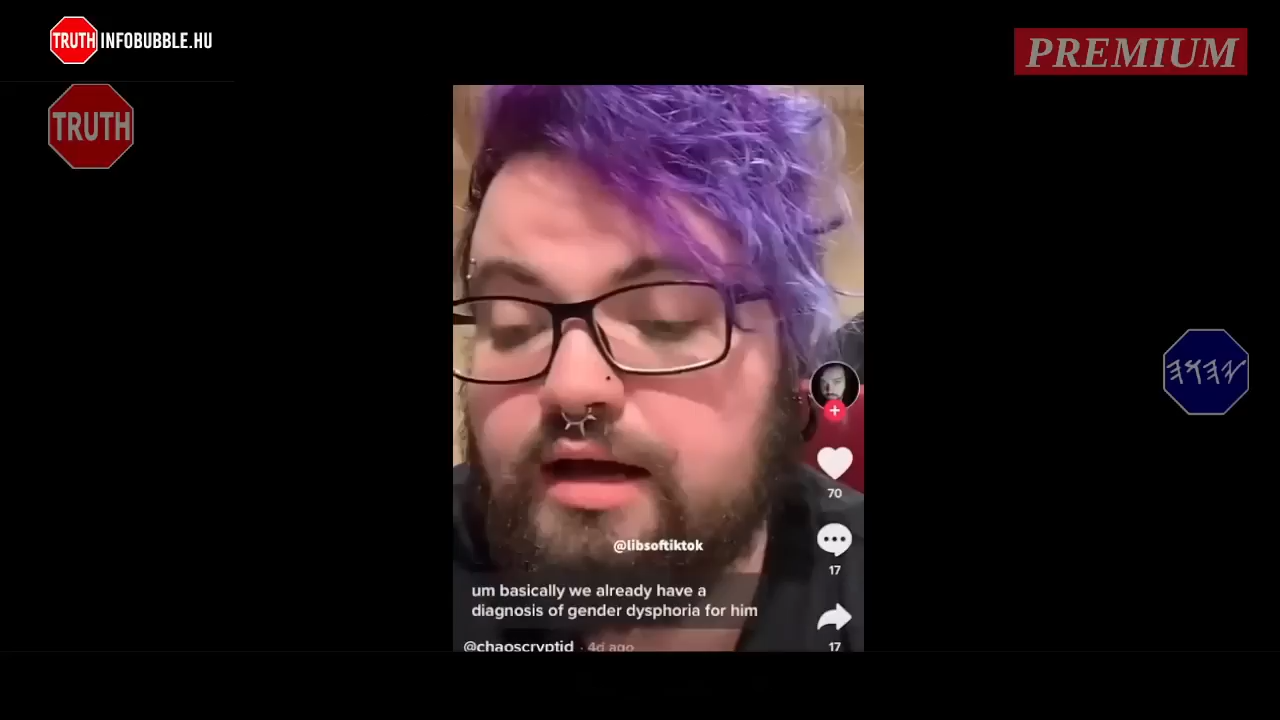 TRUTH INFOBUBBLE.HU
PREMIUM
TRUTH
𐤉𐤄𐤅𐤄
70
@libsoftiktok
17
um basically we already have a
diagnosis of gender dysphoria for him
@chaoscryptid · 4d ago
17